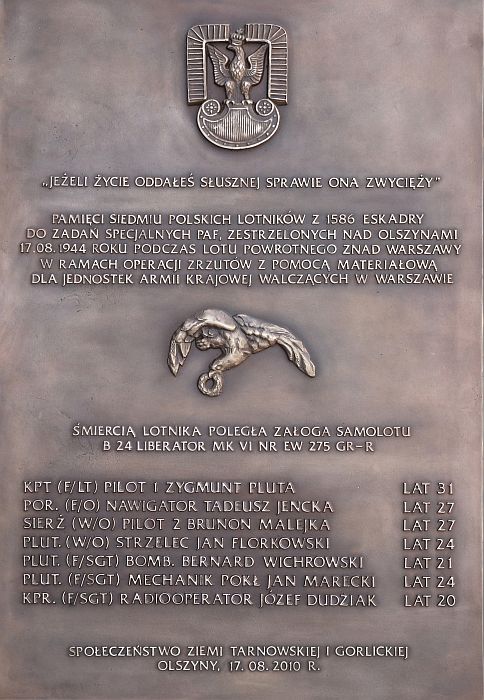 „JEŻELI ŻYCIE ODDAŁEŚ SŁUSZNEJ SPRAWIE ONA ZWYCIĘŻY”
PAMIĘCI SIEDMIU POLSKICH LOTNIKÓW Z 1586 ESKADRY
DO ZADAŃ SPECJALNYCH PAF, ZESTRZELONYCH NAD OLSZYNAMI
17.08.1944 ROKU PODCZAS LOTU POWROTNEGO ZNAD WARSZAWY
W RAMACH OPERACJI ZRZUTÓW Z POMOCĄ MATERIAŁOWĄ
DLA JEDNOSTEK ARMII KRAJOWEJ WALCZĄCYCH W WARSZAWIE
ŚMIERCIĄ LOTNIKA POLEGŁA ZAŁOGA SAMOLOTU
B 24 LIBERATOR MK VI NR EW 275 GR-R
KPT (F/LT) PILOT 1 ZYGMUNT PLUTA LAT 31
POR. (F/O) NAWIGATOR TADEUSZ JENCKA LAT 27
SIERŻ (W/O) PILOT 2 BRUNON MALEJKA LAT 27
PLUT. (W/O) STRZELEC JAN FLORKOWSKI LAT 24
PLUT. (F/SGT) BOMB. BERNARD WICHROWSKI LAT 21
PLUT. (F/SGT) MECHANIK POKŁ JAN MARECKI LAT 24
KPR. (F/SGT) RADIOOPERATOR JÓZEF DUDZIAK LAT 20
SPOŁECZEŃSTWO ZIEMI TARNOWSKIEJ I GORLICKIEJ
OLSZYNY, 17.08.2010 R.